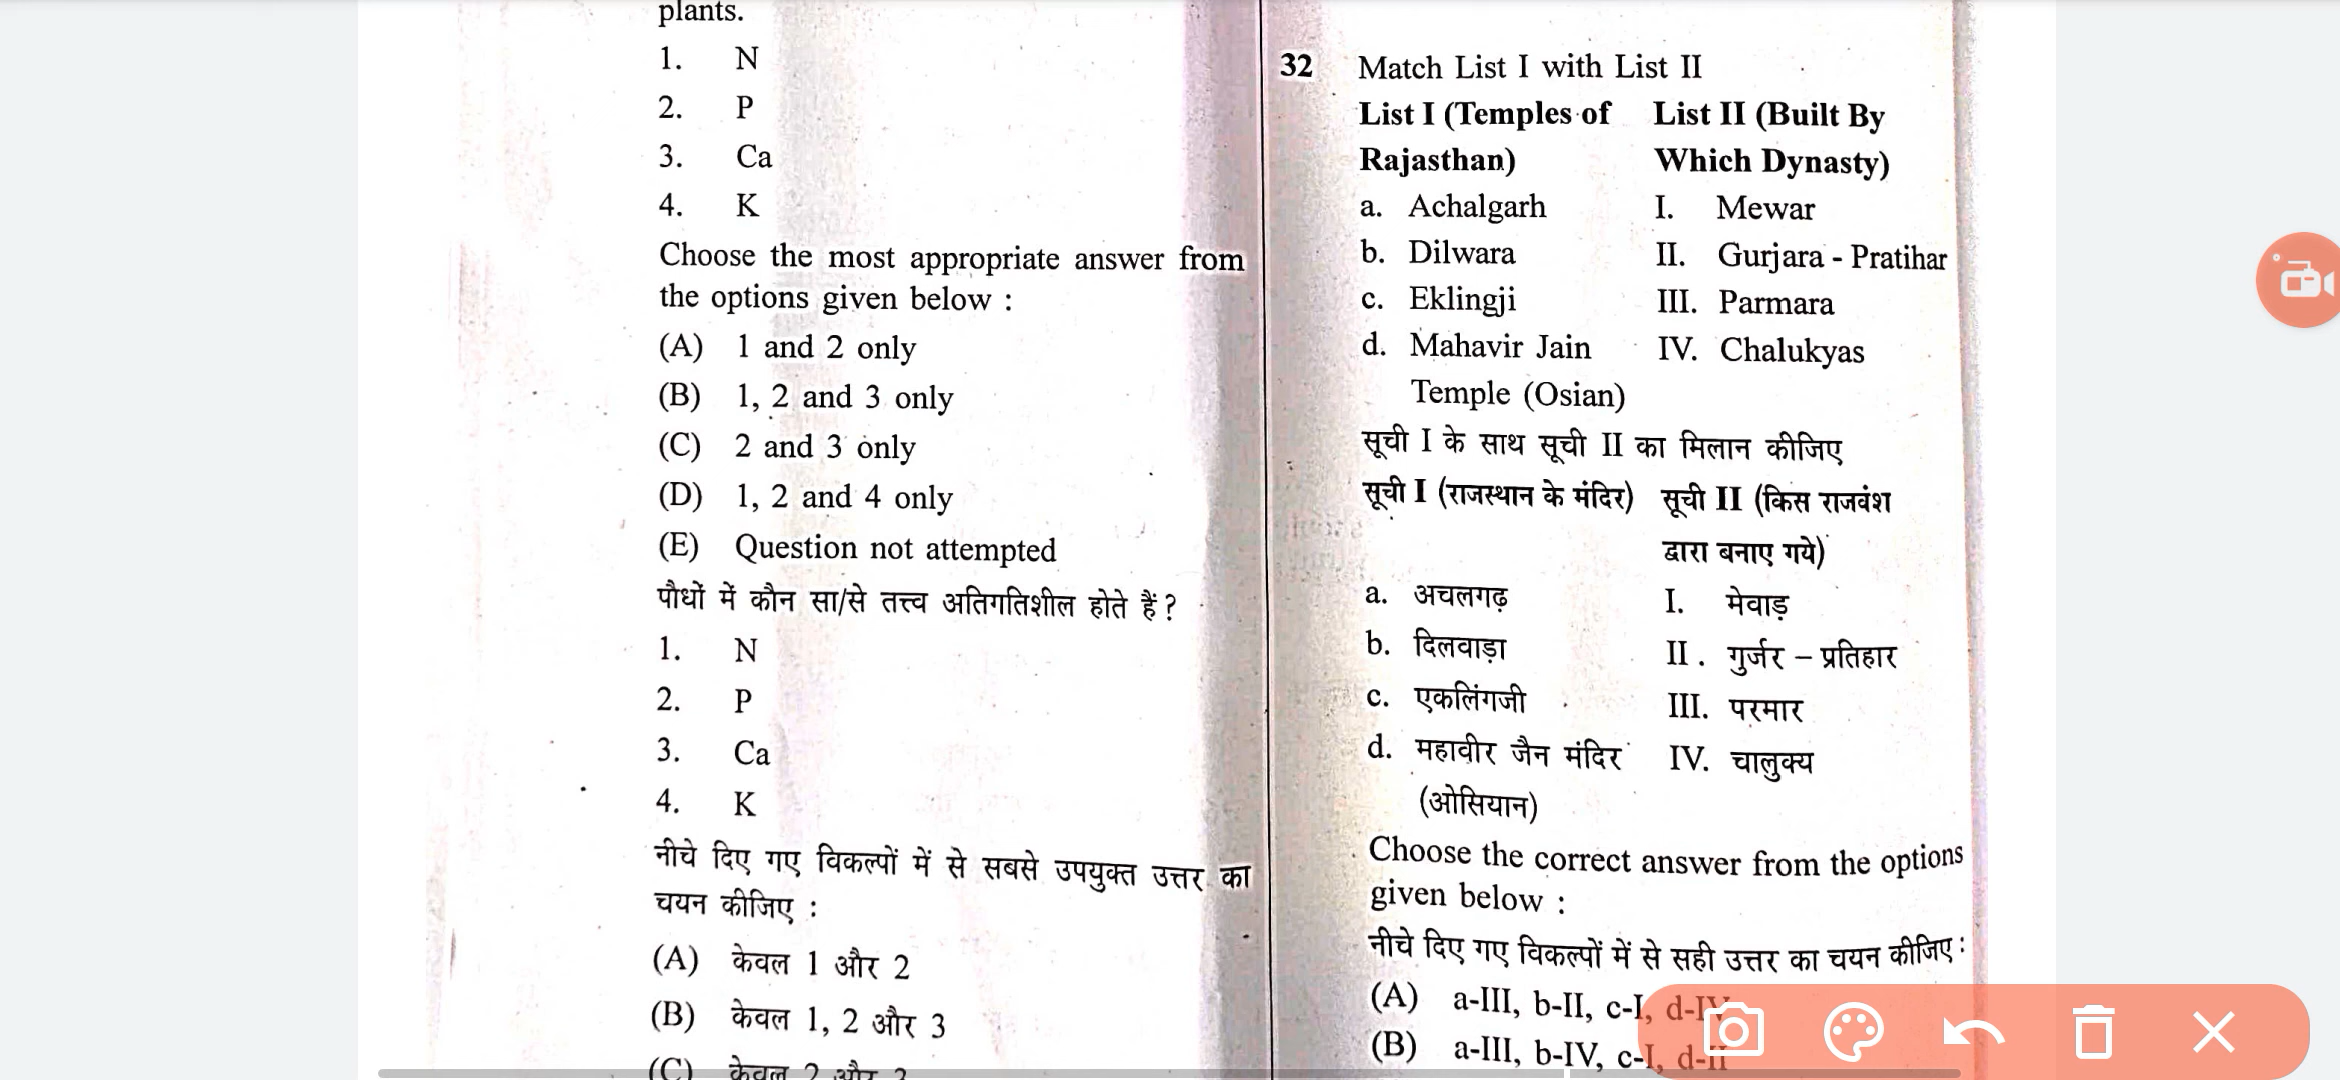 plants.
1. N
2. P
3. Ca
4. K
Choose the most appropriate answer from
the options given below :
(A) 1 and 2 only
(B) 1, 2 and 3 only
(C) 2 and 3 only
(D) 1, 2 and 4 only
(E) Question not attempted
पौधों में कौन सा/से तत्त्व अतिगतिशील होते हैं ?
1. N
2. P
3. Ca
4. K
नीचे दिए गए विकल्पों में से सबसे उपयुक्त उत्तर का
चयन कीजिए :
(A) केवल 1 और 2
(B) केवल 1, 2 और 3
(C) केवल 2 और 3
32 Match List I with List II
List I (Temples of List II (Built By
Rajasthan) Which Dynasty)
a. Achalgarh I. Mewar
b. Dilwara II. Gurjara - Pratihar
c. Eklingji III. Parmara
d. Mahavir Jain IV. Chalukyas
Temple (Osian)
सूची I के साथ सूची II का मिलान कीजिए
सूची I (राजस्थान के मंदिर) सूची II (किस राजवंश
द्वारा बनाए गये)
a. अचलगढ़ I. मेवाड़
b. दिलवाड़ा II . गुर्जर – प्रतिहार
c. एकलिंगजी III. परमार
d. महावीर जैन मंदिर IV. चालुक्य
(ओसियान)
Choose the correct answer from the options
given below :
नीचे दिए गए विकल्पों में से सही उत्तर का चयन कीजिए :
(A) a-III, b-II, c-I, d-IV
(B) a-III, b-IV, c-I, d-II